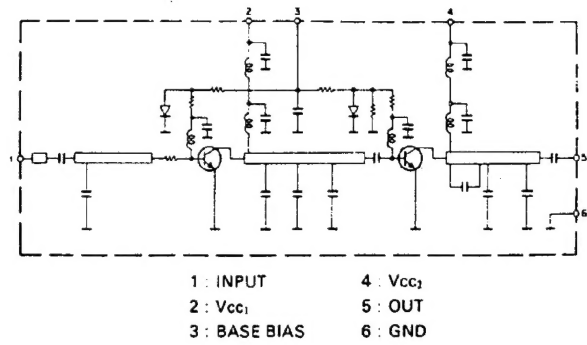 2 3 4
1
5
6
1 : INPUT 4 : Vcc₂
2 : Vcc₁ 5 : OUT
3 : BASE BIAS 6 : GND